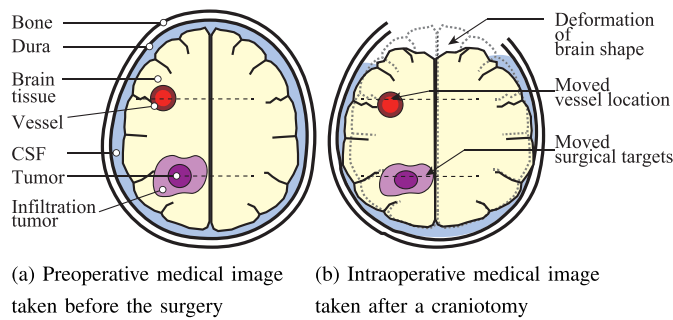 Bone
Dura
Brain
tissue
Vessel
CSF
Tumor
Infiltration
tumor
Deformation
of
brain shape
Moved
vessel location
Moved
surgical targets
(a) Preoperative medical image
taken before the surgery
(b) Intraoperative medical image
taken after a craniotomy